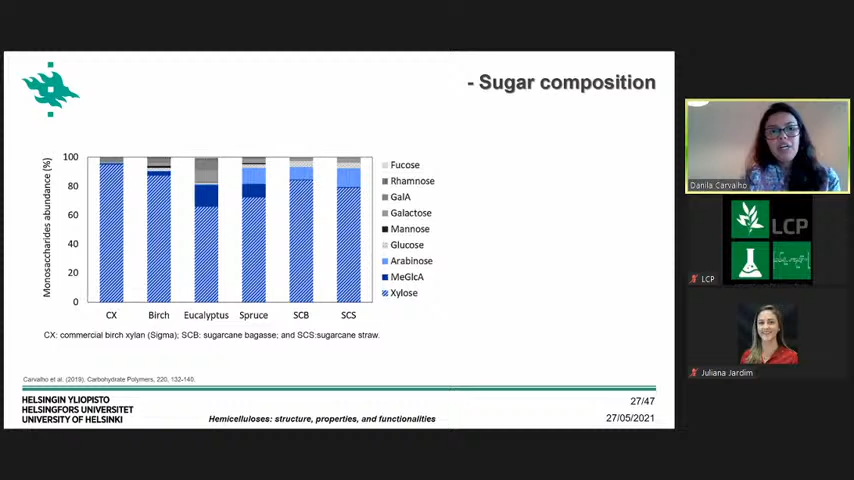 - Sugar composition
Monosaccharides abundance (%)
100
80
60
40
20
0
CX Birch Eucalyptus Spruce SCB SCS
Fucose
Rhamnose
GalA
Galactose
Mannose
Glucose
Arabinose
MeGlcA
Xylose
CX: commercial birch xylan (Sigma); SCB: sugarcane bagasse; and SCS:sugarcane straw.
Carvalho et al. (2019). Carbohydrate Polymers, 220, 132-140.
HELSINGIN YLIOPISTO
HELSINGFORS UNIVERSITET
UNIVERSITY OF HELSINKI
Hemicelluloses: structure, properties, and functionalities
27/47
27/05/2021
Danila Carvalho
LCP
LCP
Juliana Jardim